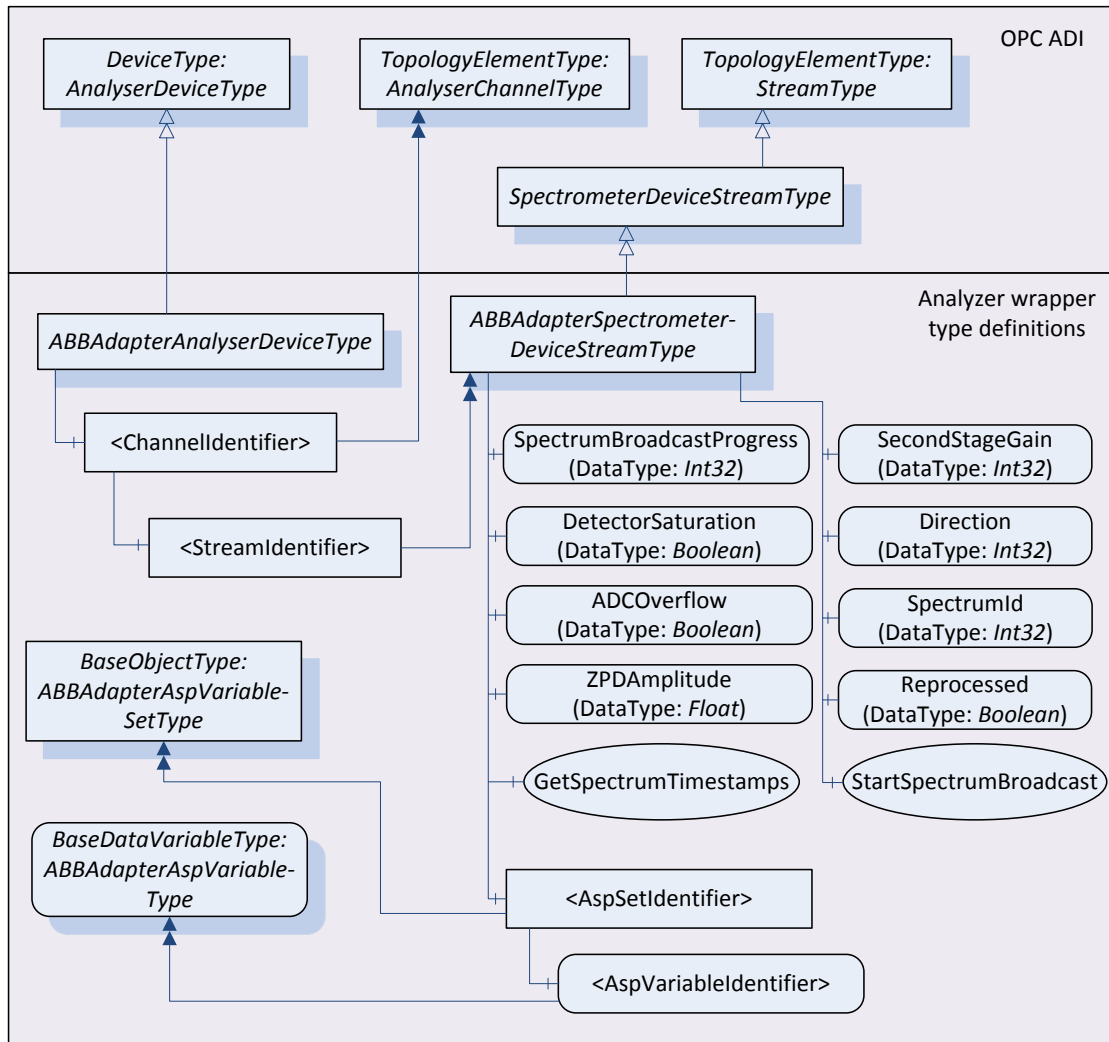 OPC ADI
DeviceType:
AnalyserDeviceType
TopologyElementType:
AnalyserChannelType
TopologyElementType:
StreamType
SpectrometerDeviceStreamType
Analyzer wrapper
type definitions
ABBAdapterAnalyserDeviceType
ABBAdapterSpectrometer-
DeviceStreamType
<ChannelIdentifier>
<StreamIdentifier>
SpectrumBroadcastProgress
(DataType: Int32)
SecondStageGain
(DataType: Int32)
DetectorSaturation
(DataType: Boolean)
Direction
(DataType: Int32)
ADCOverflow
(DataType: Boolean)
SpectrumId
(DataType: Int32)
ZPDAmplitude
(DataType: Float)
Reprocessed
(DataType: Boolean)
GetSpectrumTimestamps
StartSpectrumBroadcast
BaseObjectType:
ABBAdapterAspVariable-
SetType
BaseDataVariableType:
ABBAdapterAspVariable-
Type
<AspSetIdentifier>
<AspVariableIdentifier>